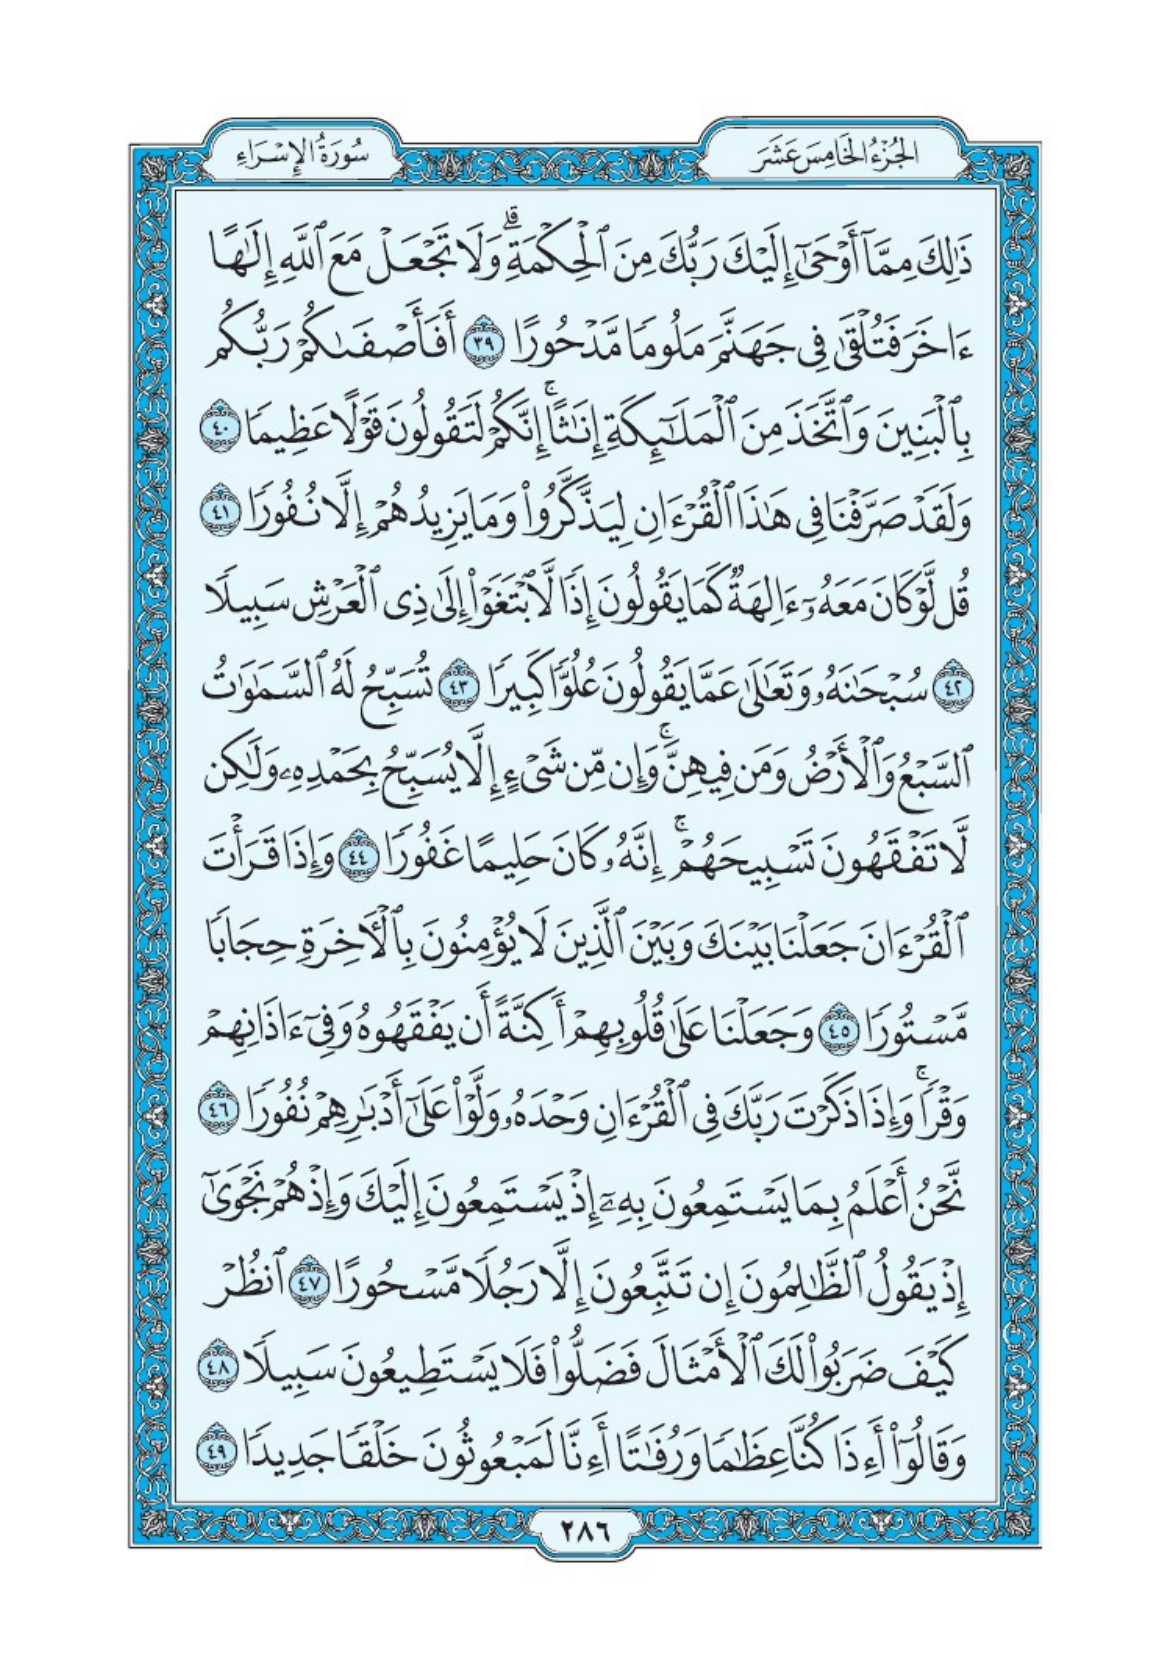 الجُزْءُ الخَامِسَ عَشَرَ
سُورَةُ الإِسْرَاءِ
ذَٰلِكَ مِمَّآ أَوْحَىٰٓ إِلَيْكَ رَبُّكَ مِنَ ٱلْحِكْمَةِۗ وَلَا تَجْعَلْ مَعَ ٱللَّهِ إِلَٰهًا
ءَاخَرَ فَتُلْقَىٰ فِى جَهَنَّمَ مَلُومًا مَّدْحُورًا ٣٩ أَفَأَصْفَىٰكُمْ رَبُّكُم
بِٱلْبَنِينَ وَٱتَّخَذَ مِنَ ٱلْمَلَٰٓئِكَةِ إِنَٰثًاۚ إِنَّكُمْ لَتَقُولُونَ قَوْلًا عَظِيمًا ٤٠
وَلَقَدْ صَرَّفْنَا فِى هَٰذَا ٱلْقُرْءَانِ لِيَذَّكَّرُوا۟ وَمَا يَزِيدُهُمْ إِلَّا نُفُورًا ٤١
قُل لَّوْ كَانَ مَعَهُۥٓ ءَالِهَةٌ كَمَا يَقُولُونَ إِذًا لَّٱبْتَغَوْا۟ إِلَىٰ ذِى ٱلْعَرْشِ سَبِيلًا
٤٢ سُبْحَٰنَهُۥ وَتَعَٰلَىٰ عَمَّا يَقُولُونَ عُلُوًّا كَبِيرًا ٤٣ تُسَبِّحُ لَهُ ٱلسَّمَٰوَٰتُ
ٱلسَّبْعُ وَٱلْأَرْضُ وَمَن فِيهِنَّۚ وَإِن مِّن شَىْءٍ إِلَّا يُسَبِّحُ بِحَمْدِهِۦ وَلَٰكِن
لَّا تَفْقَهُونَ تَسْبِيحَهُمْۚ إِنَّهُۥ كَانَ حَلِيمًا غَفُورًا ٤٤ وَإِذَا قَرَأْتَ
ٱلْقُرْءَانَ جَعَلْنَا بَيْنَكَ وَبَيْنَ ٱلَّذِينَ لَا يُؤْمِنُونَ بِٱلْءَاخِرَةِ حِجَابًا
مَّسْتُورًا ٤٥ وَجَعَلْنَا عَلَىٰ قُلُوبِهِمْ أَكِنَّةً أَن يَفْقَهُوهُ وَفِىٓ ءَاذَانِهِمْ
وَقْرًاۚ وَإِذَا ذَكَرْتَ رَبَّكَ فِى ٱلْقُرْءَانِ وَحْدَهُۥ وَلَّوْا۟ عَلَىٰٓ أَدْبَٰرِهِمْ نُفُورًا ٤٦
نَّحْنُ أَعْلَمُ بِمَا يَسْتَمِعُونَ بِهِۦٓ إِذْ يَسْتَمِعُونَ إِلَيْكَ وَإِذْ هُمْ نَجْوَىٰٓ
إِذْ يَقُولُ ٱلظَّٰلِمُونَ إِن تَتَّبِعُونَ إِلَّا رَجُلًا مَّسْحُورًا ٤٧ ٱنظُرْ
كَيْفَ ضَرَبُوا۟ لَكَ ٱلْأَمْثَالَ فَضَلُّوا۟ فَلَا يَسْتَطِيعُونَ سَبِيلًا ٤٨
وَقَالُوٓا۟ أَءِذَا كُنَّا عِظَٰمًا وَرُفَٰتًا أَءِنَّا لَمَبْعُوثُونَ خَلْقًا جَدِيدًا ٤٩
٢٨٦